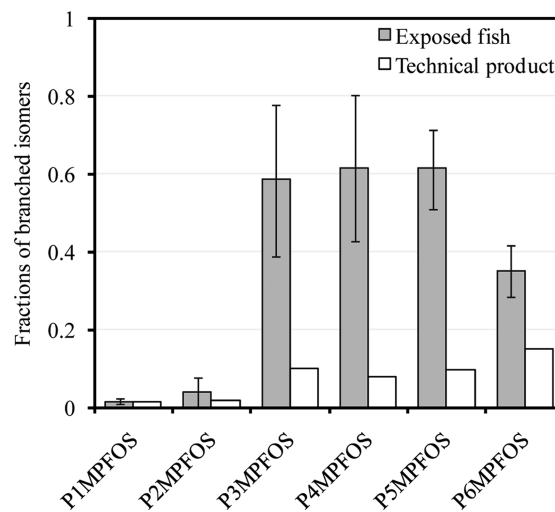 Exposed fish
Technical product
Fractions of branched isomers
1
0.8
0.6
0.4
0.2
0
P1MPFOS
P2MPFOS
P3MPFOS
P4MPFOS
P5MPFOS
P6MPFOS